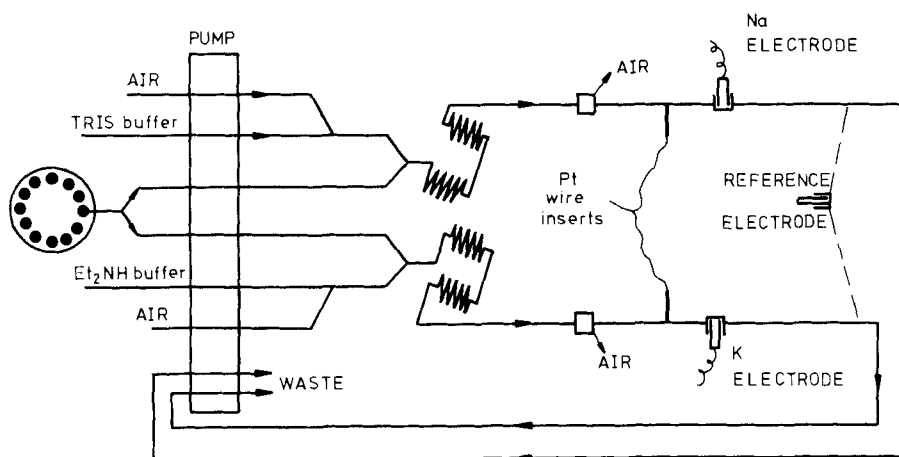 PUMP
AIR
TRIS buffer
Et₂NH buffer
AIR
WASTE
AIR
Na
ELECTRODE
Pt
wire
inserts
REFERENCE
ELECTRODE
AIR
K
ELECTRODE